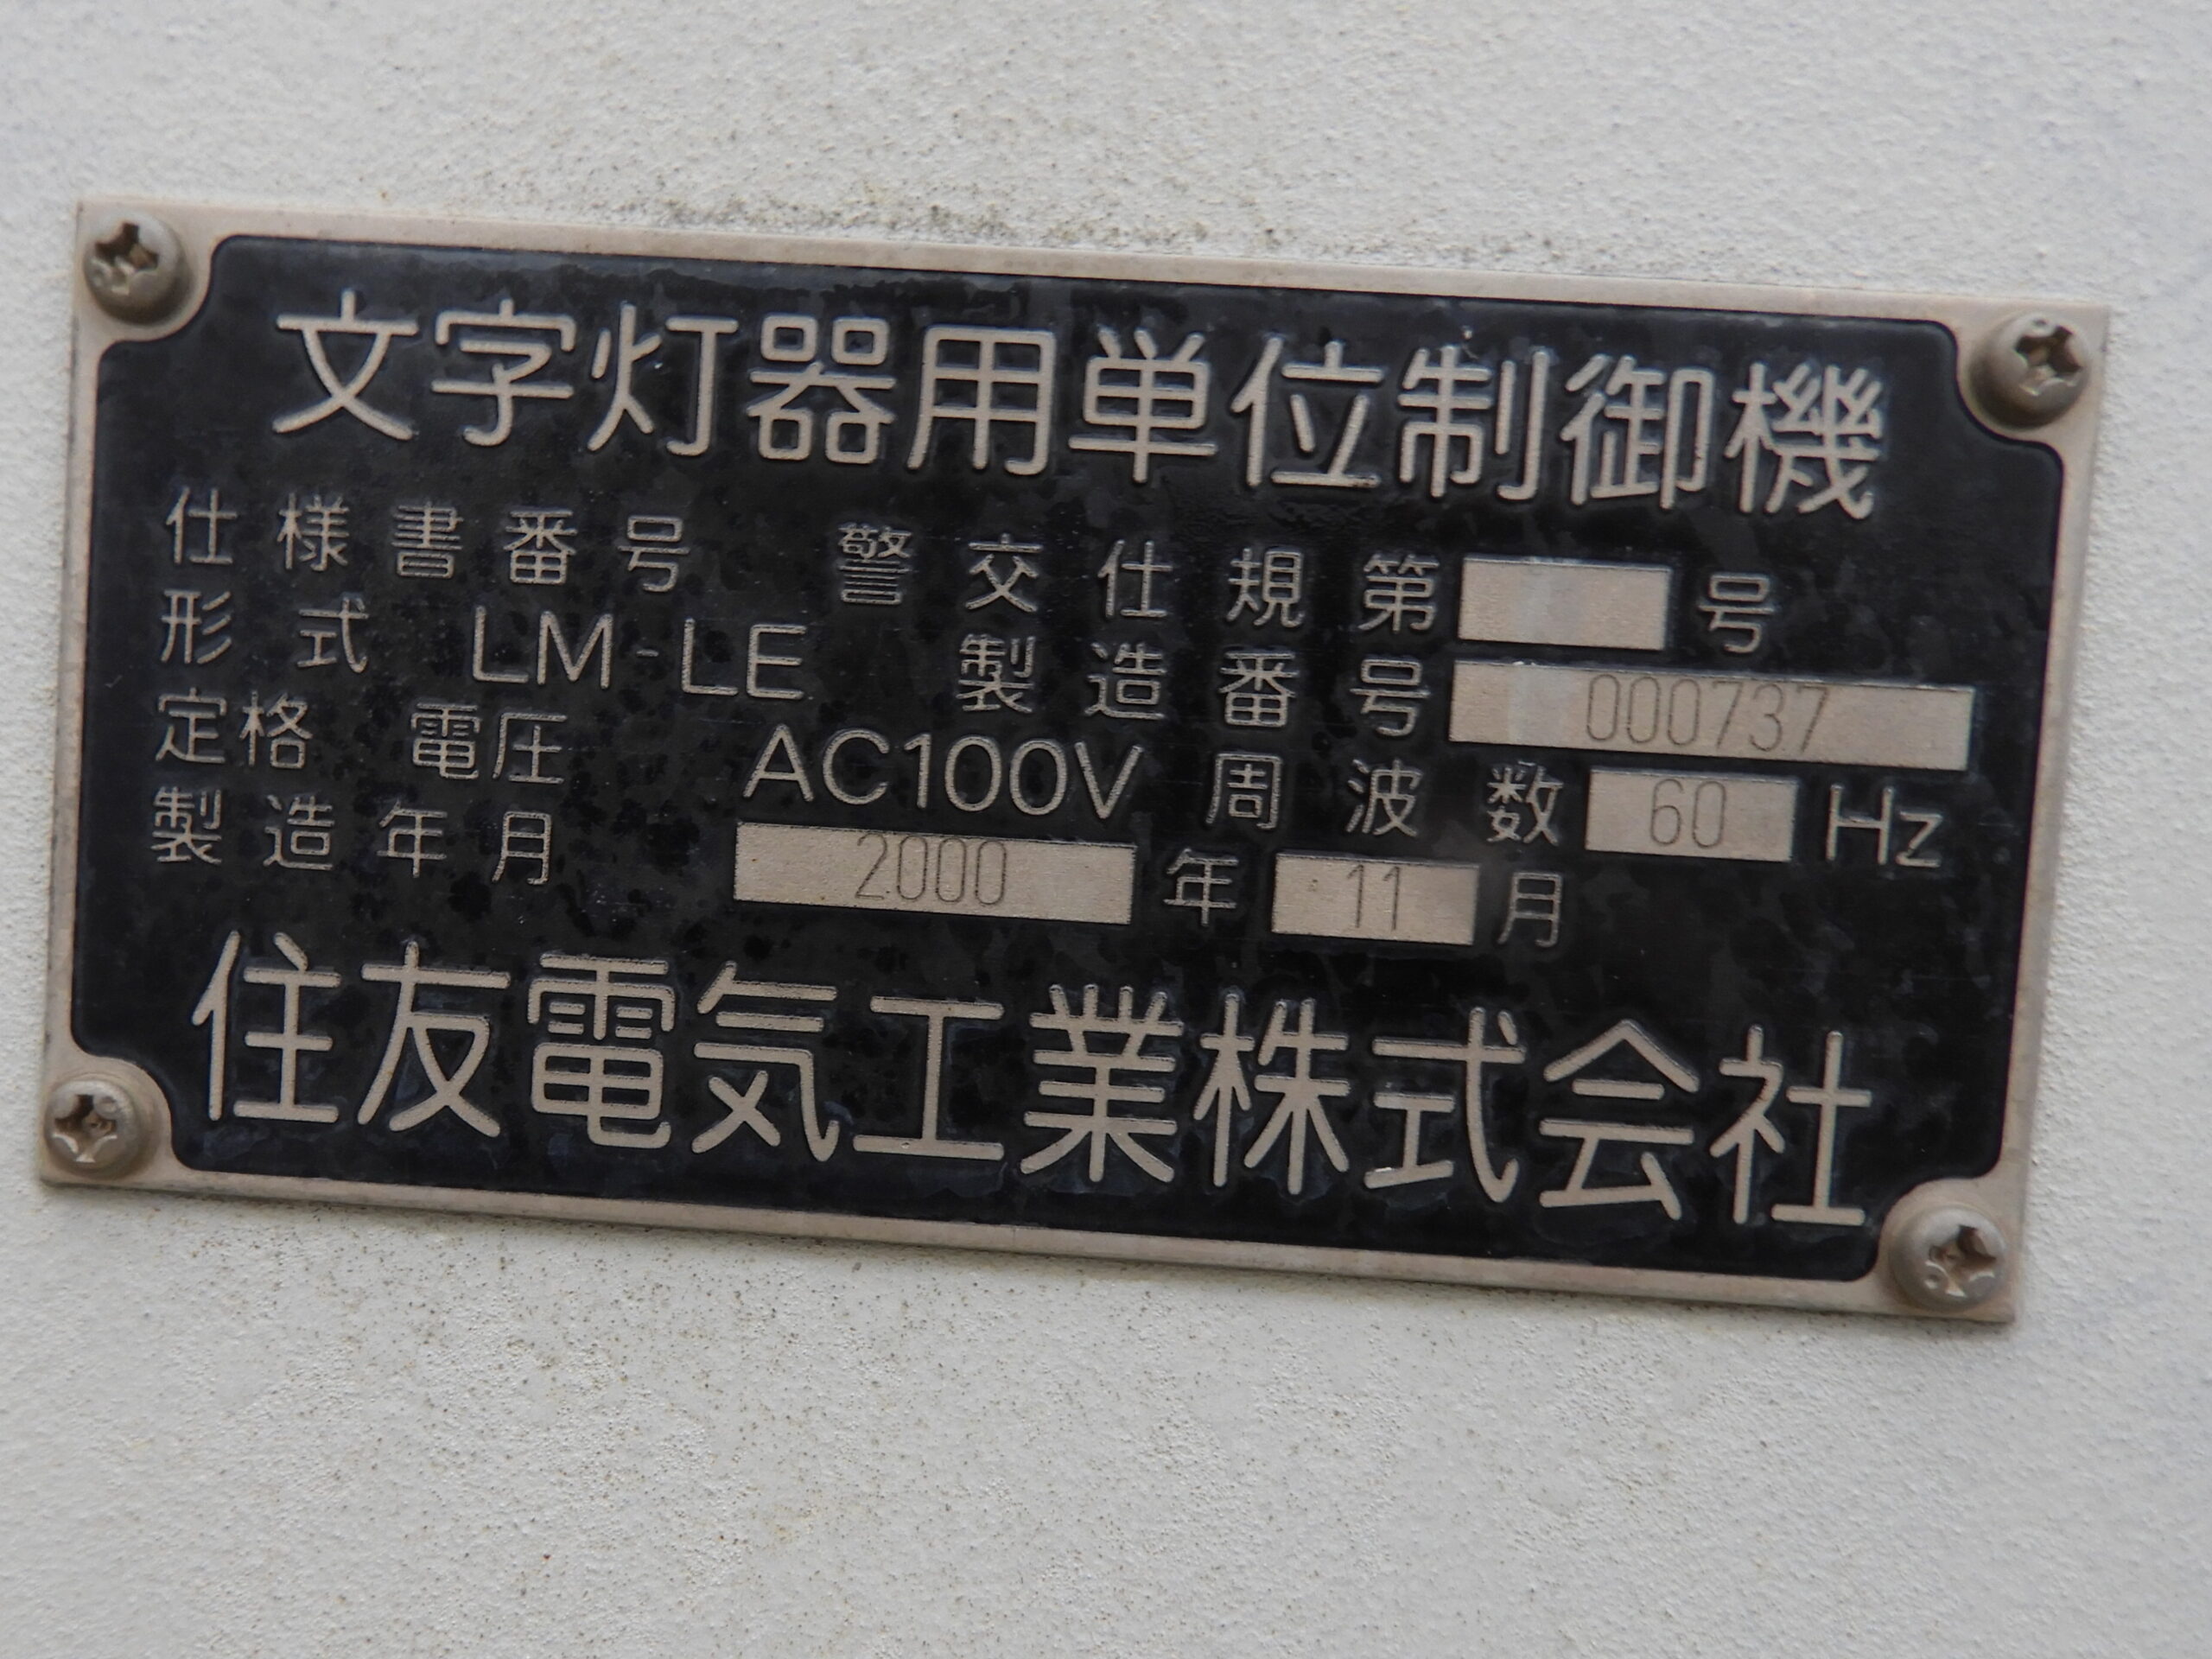 文字灯器用単位制御機
仕様書番号 警交仕規第 号
形式 LM-LE 製造番号 000737
定格 電圧 AC100V 周波数 60 Hz
製造年月 2000 年 11 月
住友電気工業株式会社